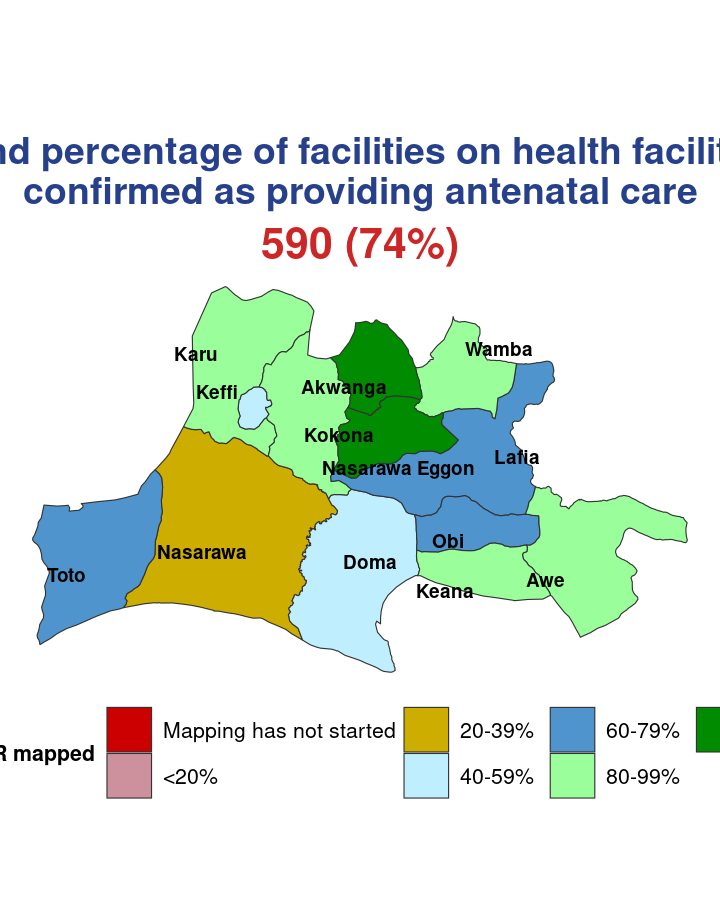 percentage of facilities on health
confirmed as providing antenatal care
590 (74%)
Karu
Wamba
Keffi
Akwanga
Kokona
Nasarawa Eggon
Lafia
Obi
Nasarawa
Doma
Toto
Keana
Awe
mapped
Mapping has not started
20-39%
60-79%
<20%
40-59%
80-99%